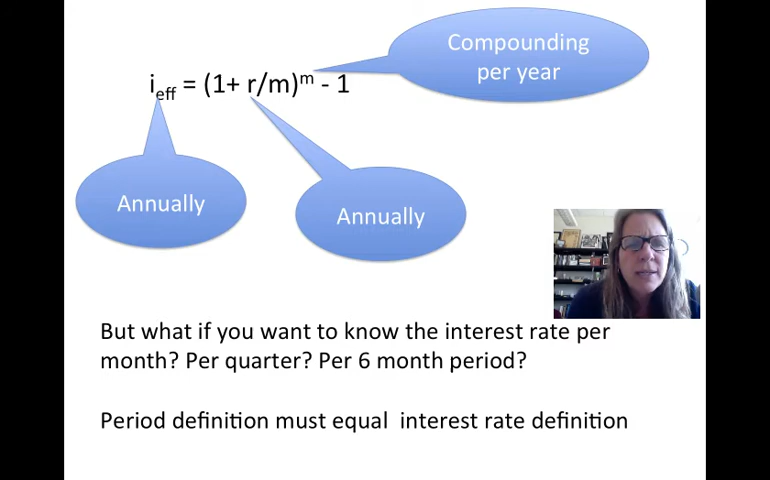 Compounding
per year
i_eff = (1+ r/m)^m - 1
Annually
Annually
But what if you want to know the interest rate per
month? Per quarter? Per 6 month period?
Period definition must equal  interest rate definition